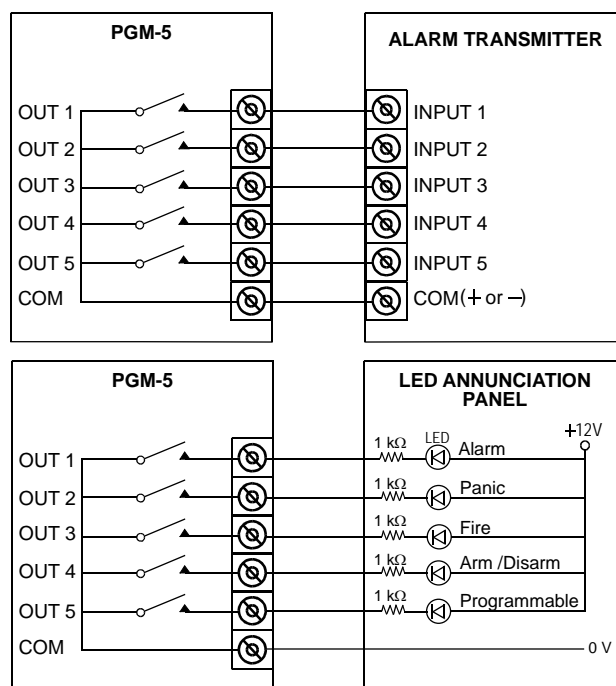 PGM-5
ALARM TRANSMITTER
OUT 1
INPUT 1
OUT 2
INPUT 2
OUT 3
INPUT 3
OUT 4
INPUT 4
OUT 5
INPUT 5
COM
COM(+ or −)
PGM-5
LED ANNUNCIATION
PANEL
+12V
OUT 1
1 kΩ
LED
Alarm
OUT 2
1 kΩ
Panic
OUT 3
1 kΩ
Fire
OUT 4
1 kΩ
Arm /Disarm
OUT 5
1 kΩ
Programmable
COM
0 V